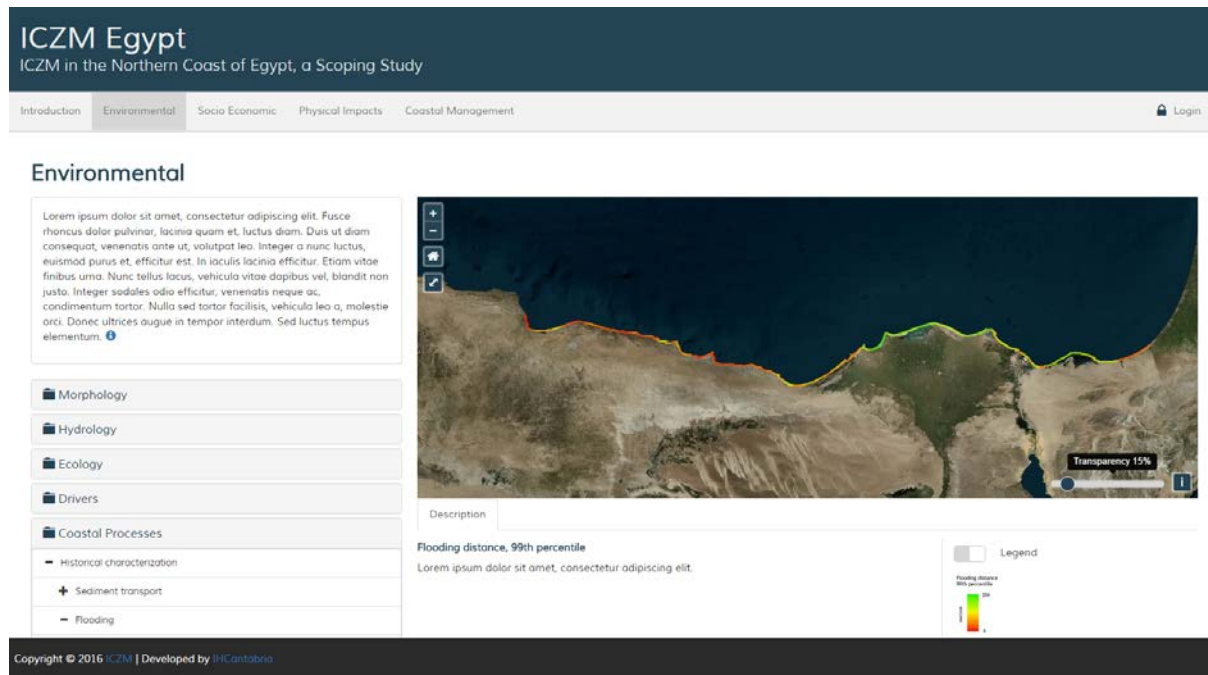 ICZM Egypt
ICZM in the Northern Coast of Egypt, a Scoping Study
Introduction Environmental Socio Economic Physical Impacts Coastal Management Login
Environmental
Lorem ipsum dolor sit amet, consectetur adipiscing elit. Fusce
rhoncus dolor pulvinar, lacinia quam et, luctus diam. Duis ut diam
consequat, venenatis ante ut, volutpat leo. Integer a nunc luctus,
euismod purus et, efficitur est. In iaculis lacinia efficitur. Etiam vitae
finibus urna. Nunc tellus lacus, vehicula vitae dapibus vel, blandit non
justo. Integer sodales odio efficitur, venenatis neque ac,
condimentum tortor. Nulla sed tortor facilisis, vehicula leo a, molestie
orci. Donec ultrices augue in tempor interdum. Sed luctus tempus
elementum.
Morphology
Hydrology
Ecology
Drivers
Coastal Processes
Historical characterization
Sediment transport
Flooding
Transparency 15%
Description
Flooding distance, 99th percentile
Lorem ipsum dolor sit amet, consectetur adipiscing elit.
Legend
Flooding distance
99th percentile
Copyright © 2016 ICZM | Developed by IHCantabria